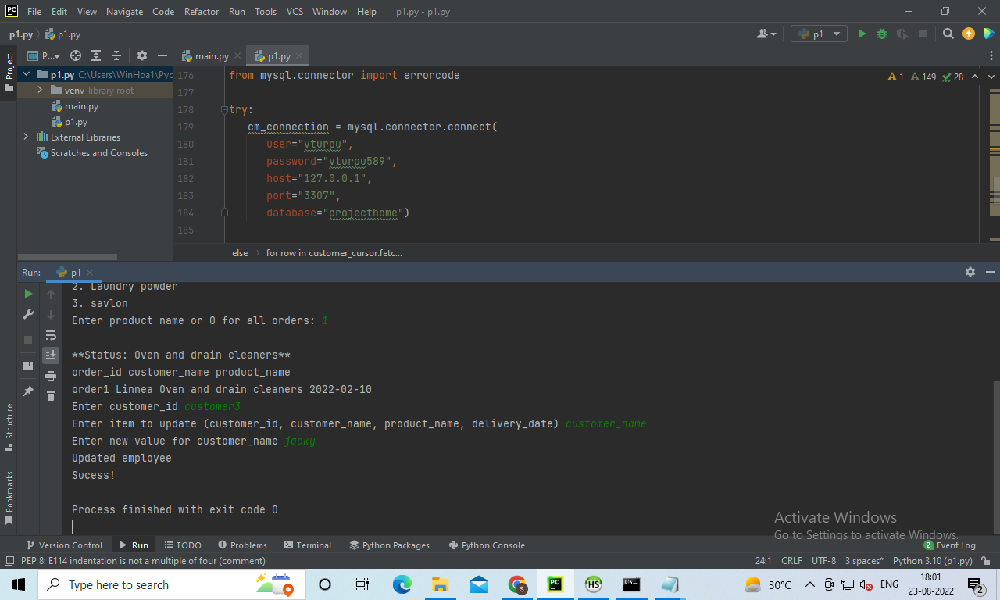 PC File Edit View Navigate Code Refactor Run Tools VCS Window Help p1.py - p1.py
p1.py p1.py p1
Project P... main.py p1.py
p1.py C:\Users\WinHoa1\Pyc
venv library root
main.py
p1.py
External Libraries
Scratches and Consoles
1 149 28
176 from mysql.connector import errorcode
177
178 try:
179 cm_connection = mysql.connector.connect(
180 user="vturpu",
181 password="vturpu589",
182 host="127.0.0.1",
183 port="3307",
184 database="projecthome")
185
else for row in customer_cursor.fetc...
Run: p1
2. Laundry powder
3. savlon
Enter product name or 0 for all orders: 1
**Status: Oven and drain cleaners**
order_id customer_name product_name
order1 Linnea Oven and drain cleaners 2022-02-10
Enter customer_id customer3
Enter item to update (customer_id, customer_name, product_name, delivery_date) customer_name
Enter new value for customer_name jacky
Updated employee
Sucess!
Process finished with exit code 0
Structure
Bookmarks
Activate Windows
Go to Settings to activate Windows.
Version Control Run TODO Problems Terminal Python Packages Python Console 2 Event Log
PEP 8: E114 indentation is not a multiple of four (comment) 24:1 CRLF UTF-8 3 spaces* Python 3.10 (p1.py)
Type here to search S PC HS 30°C ENG 18:01
23-08-2022 2